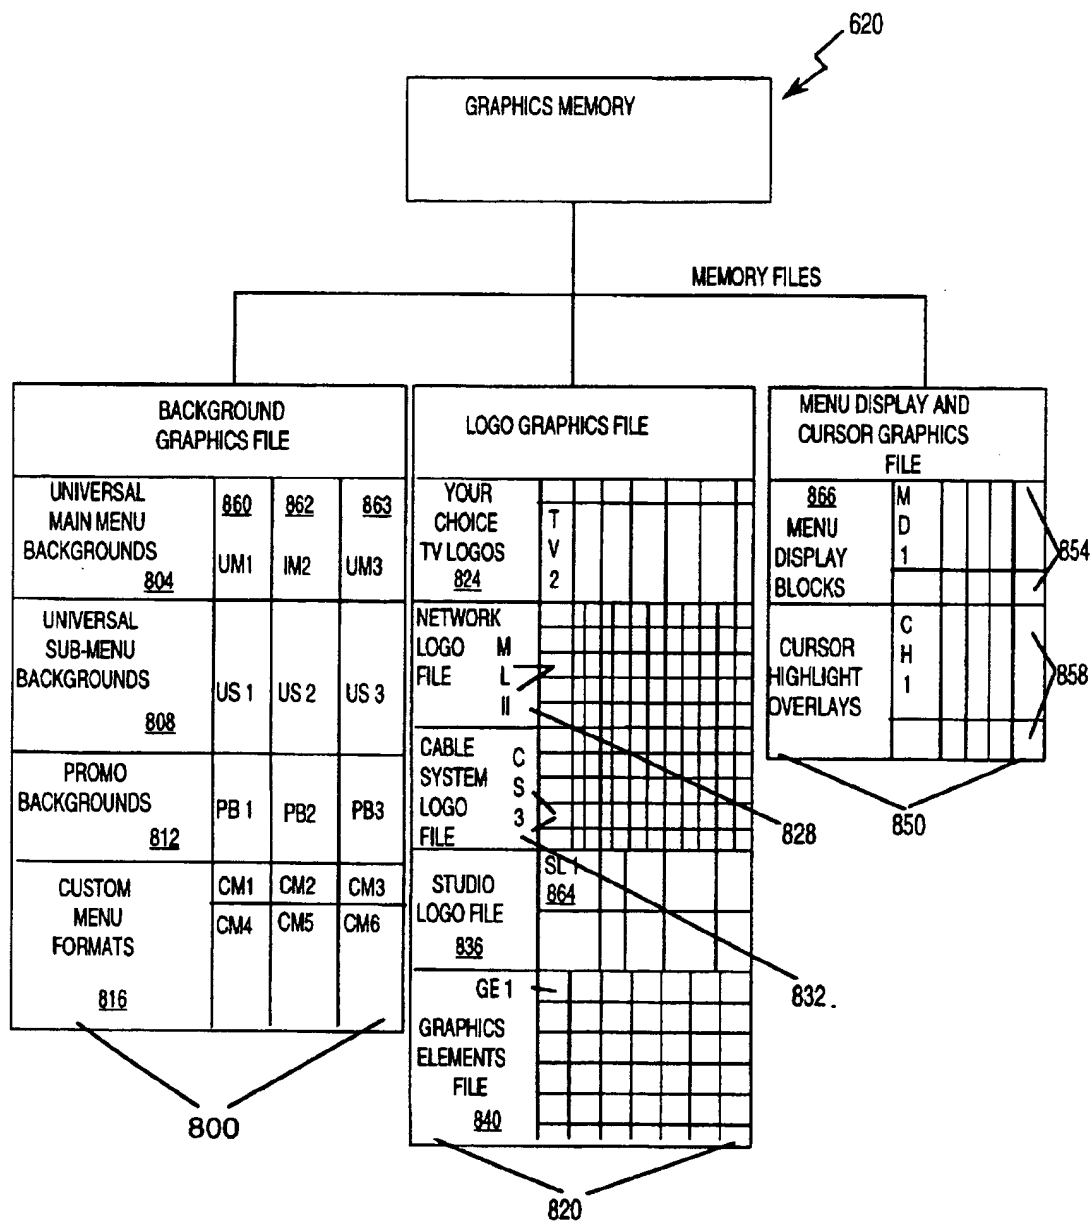 620
GRAPHICS MEMORY
MEMORY FILES
BACKGROUND
GRAPHICS FILE
UNIVERSAL
MAIN MENU
BACKGROUNDS
804
860
862
863
UM1
IM2
UM3
UNIVERSAL
SUB-MENU
BACKGROUNDS
808
US 1
US 2
US 3
PROMO
BACKGROUNDS
812
PB 1
PB2
PB3
CUSTOM
MENU
FORMATS
816
CM1
CM2
CM3
CM4
CM5
CM6
800
LOGO GRAPHICS FILE
YOUR
CHOICE
TV LOGOS
824
T
V
2
NETWORK
LOGO
FILE
M
L
II
828
CABLE
SYSTEM
LOGO
FILE
C
S
3
832.
STUDIO
LOGO FILE
836
SL 1
864
GE 1
GRAPHICS
ELEMENTS
FILE
840
820
MENU DISPLAY AND
CURSOR GRAPHICS
FILE
866
MENU
DISPLAY
BLOCKS
M
D
1
854
CURSOR
HIGHLIGHT
OVERLAYS
C
H
1
858
850